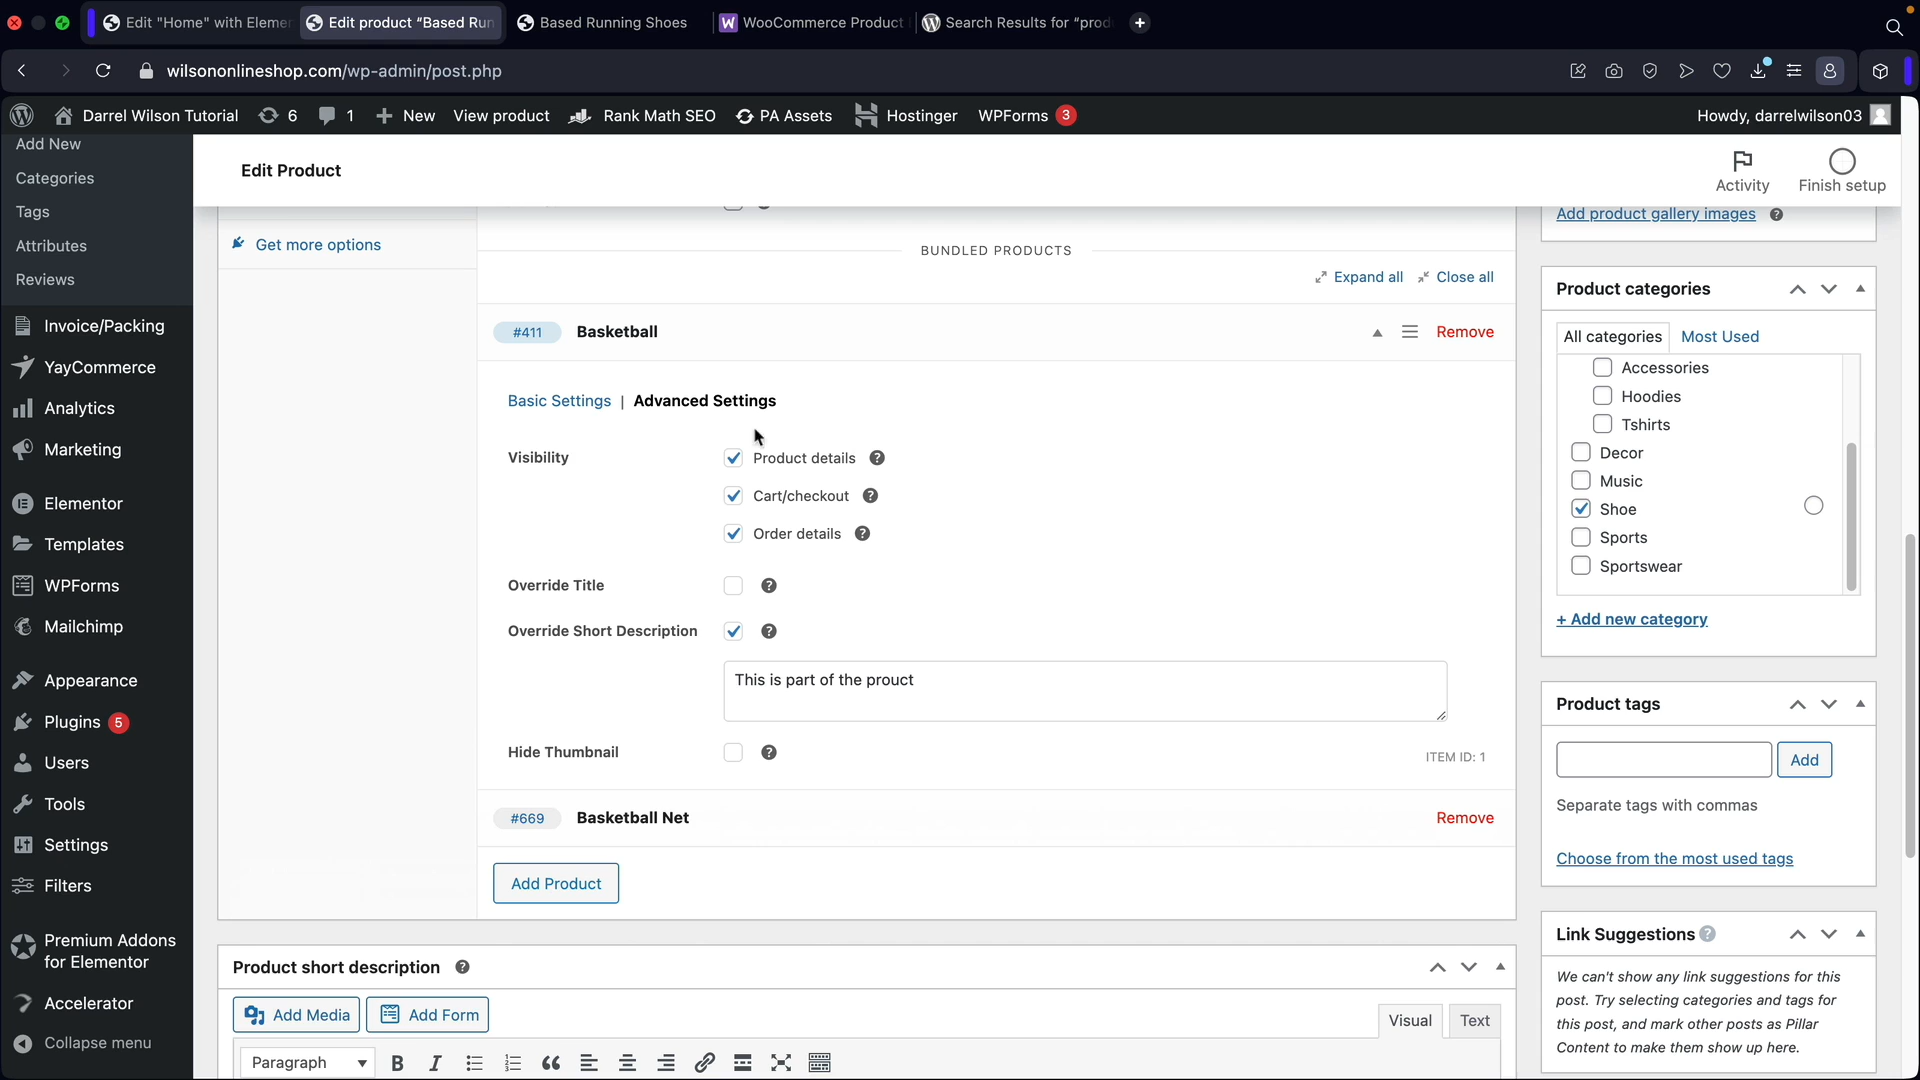 Edit "Home" with Eleme
Edit product "Based Run
Based Running Shoes
WooCommerce Product
Search Results for "prod
wilsononlineshop.com/wp-admin/post.php
Darrel Wilson Tutorial
6
1
New
View product
Rank Math SEO
PA Assets
Hostinger
WPForms
3
Howdy, darrelwilson03
Add New
Categories
Tags
Attributes
Reviews
Invoice/Packing
YayCommerce
Analytics
Marketing
Elementor
Templates
WPForms
Mailchimp
Appearance
Plugins
5
Users
Tools
Settings
Filters
Premium Addons
for Elementor
Accelerator
Collapse menu
Edit Product
Activity
Finish setup
Get more options
BUNDLED PRODUCTS
Expand all
Close all
#411
Basketball
Remove
Basic Settings | Advanced Settings
Visibility
Product details
Cart/checkout
Order details
Override Title
Override Short Description
This is part of the prouct
Hide Thumbnail
ITEM ID: 1
#669
Basketball Net
Remove
Add Product
Product short description
Add Media
Add Form
Visual
Text
Paragraph
Add product gallery images
Product categories
All categories
Most Used
Accessories
Hoodies
Tshirts
Decor
Music
Shoe
Sports
Sportswear
+ Add new category
Product tags
Add
Separate tags with commas
Choose from the most used tags
Link Suggestions
We can't show any link suggestions for this
post. Try selecting categories and tags for
this post, and mark other posts as Pillar
Content to make them show up here.